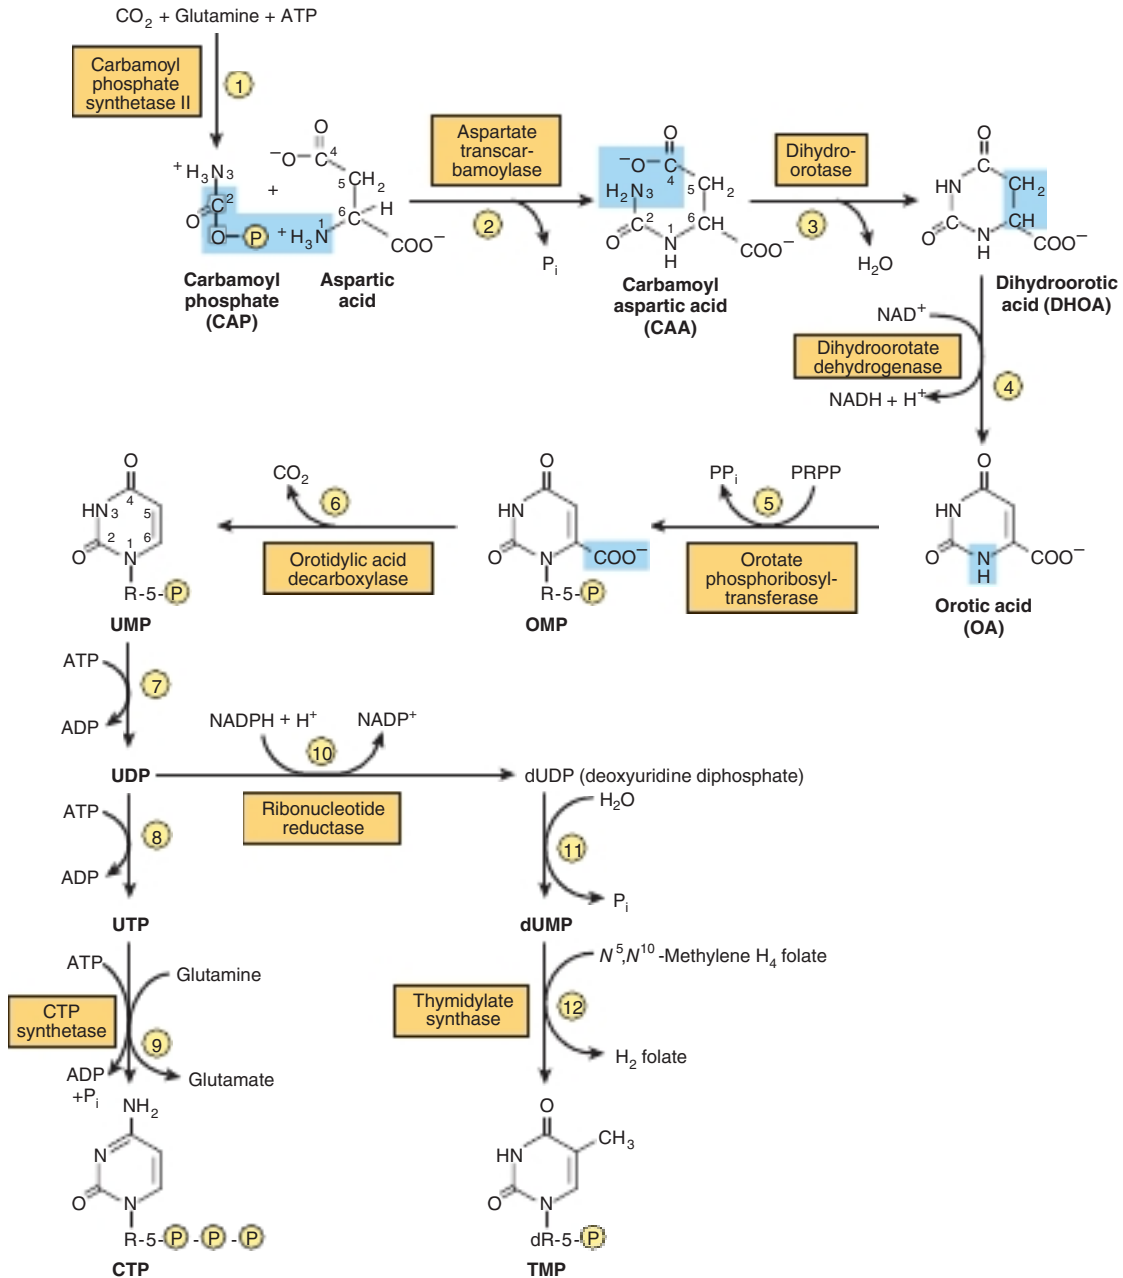 CO2 + Glutamine + ATP
Carbamoyl
phosphate
synthetase II
1
+H3N3
C2
O
O-P
+
O
−O-C4
5CH2
6C H
+H3N1
COO−
Carbamoyl
phosphate
(CAP)
Aspartic
acid
Aspartate
transcar-
bamoylase
2
Pi
O
−O-C
4
H2N3
5CH2
2C
6CH
O
1
N
H
COO−
Carbamoyl
aspartic acid
(CAA)
Dihydro-
orotase
3
H2O
O
C
HN
CH2
C
CH
O
N
H
COO−
Dihydroorotic
acid (DHOA)
NAD+
Dihydroorotate
dehydrogenase
4
NADH + H+
O
HN
O
N
H
COO−
Orotic acid
(OA)
PPi
PRPP
5
Orotate
phosphoribosyl-
transferase
O
HN
O
N
COO−
R-5-P
OMP
CO2
6
Orotidylic acid
decarboxylase
O
4
HN3
5
2
1
6
O
N
R-5-P
UMP
ATP
7
ADP
NADPH + H+
NADP+
10
UDP
dUDP (deoxyuridine diphosphate)
Ribonucleotide
reductase
ATP
8
ADP
H2O
11
Pi
UTP
dUMP
ATP
Glutamine
CTP
synthetase
9
ADP
+Pi
Glutamate
N5,N10-Methylene H4 folate
Thymidylate
synthase
12
H2 folate
NH2
N
O
N
R-5-P-P-P
CTP
O
HN
CH3
O
N
dR-5-P
TMP